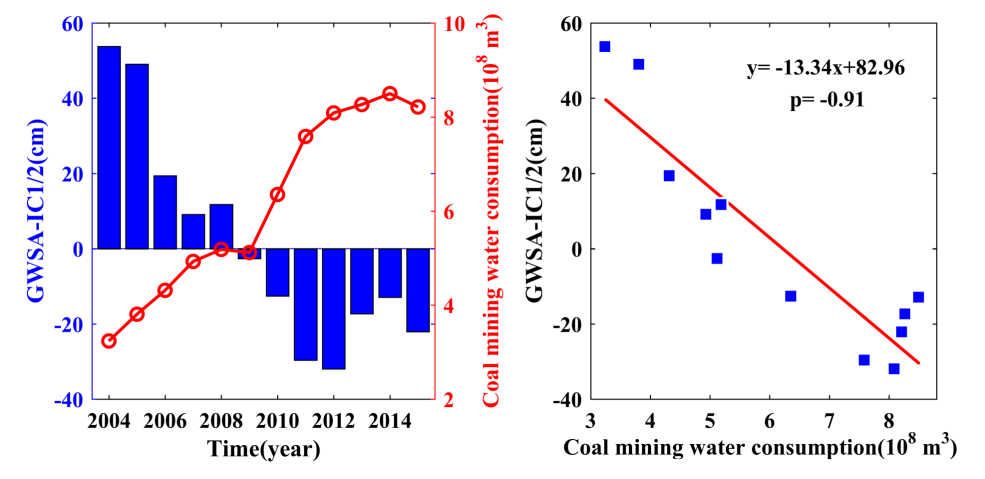 60
40
20
0
-20
-40
GWSA-IC1/2(cm)
10
8
6
4
2
Coal mining water consumption(10⁸ m³)
2004 2006 2008 2010 2012 2014
Time(year)
60
40
20
0
-20
-40
GWSA-IC1/2(cm)
y= -13.34x+82.96
p= -0.91
3 4 5 6 7 8
Coal mining water consumption(10⁸ m³)